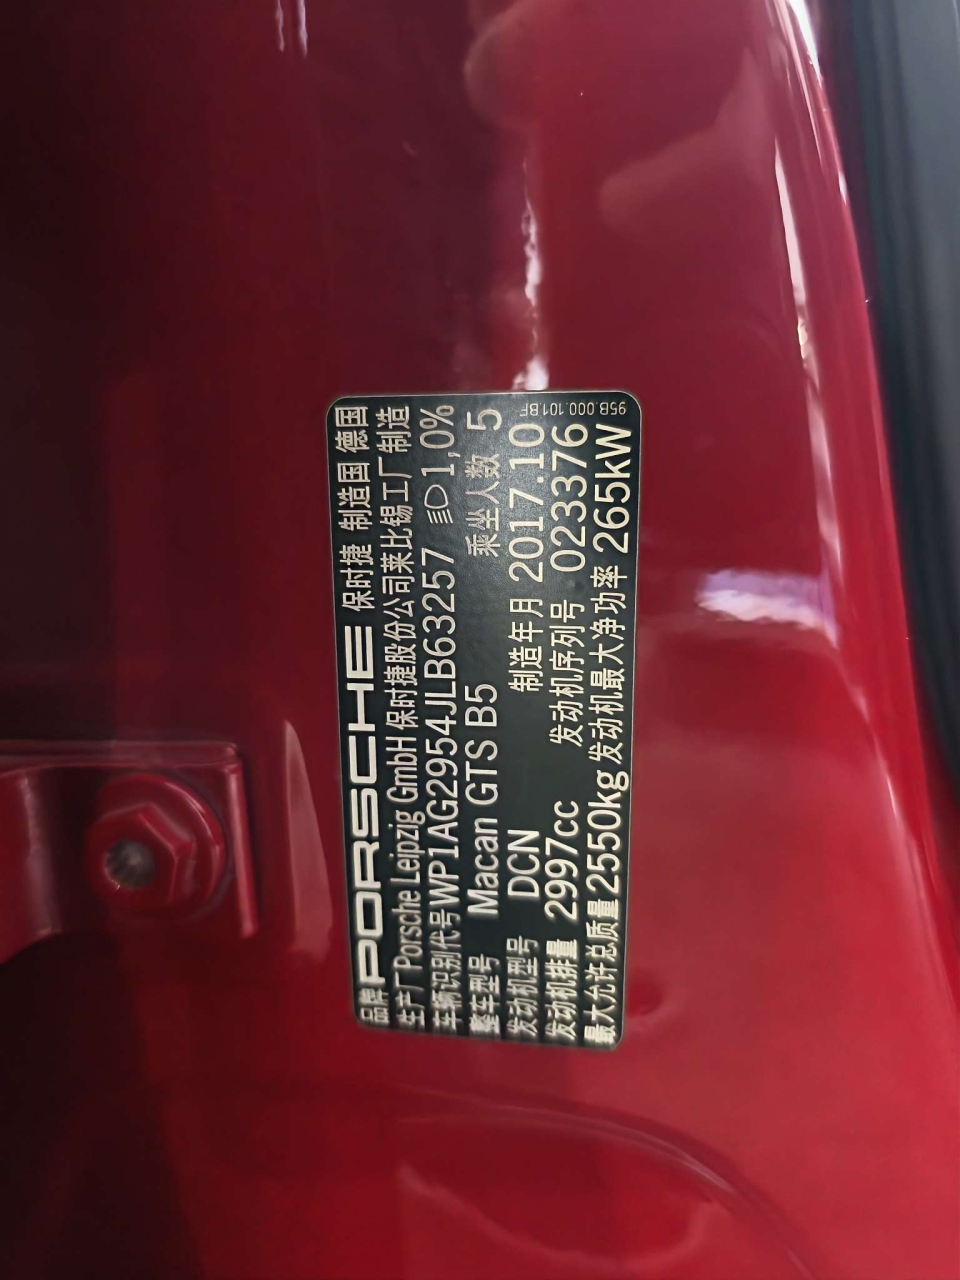 品牌 PORSCHE 保时捷 制造国 德国
生产厂 Porsche Leipzig GmbH 保时捷股份公司莱比锡工厂制造
车辆识别代号 WP1AG2954JLB63257 1,0%
整车型号 Macan GTS B5 乘坐人数 5
发动机型号 DCN 制造年月 2017.10
发动机排量 2997cc 发动机序列号 023376
最大允许总质量 2550kg 发动机最大净功率 265kW
95B.000.101.BF